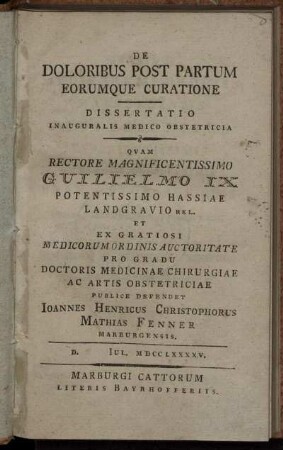 DE
DOLORIBUS POST PARTUM
EORUMQUE CURATIONE
DISSERTATIO
INAUGURALIS MEDICO OBSTETRICIA
QVAM
RECTORE MAGNIFICENTISSIMO
GUILIELMO IX
POTENTISSIMO HASSIAE
LANDGRAVIO REL.
ET
EX GRATIOSI
MEDICORUM ORDINIS AUCTORITATE
PRO GRADU
DOCTORIS MEDICINAE CHIRURGIAE
AC ARTIS OBSTETRICIAE
PUBLICE DEFENDET
IOANNES HENRICUS CHRISTOPHORUS
MATHIAS FENNER
MARBURGENSIS.
D. IUL. MDCCLXXXXV.
MARBURGI CATTORUM
LITERIS BAYRHOFFERIIS.